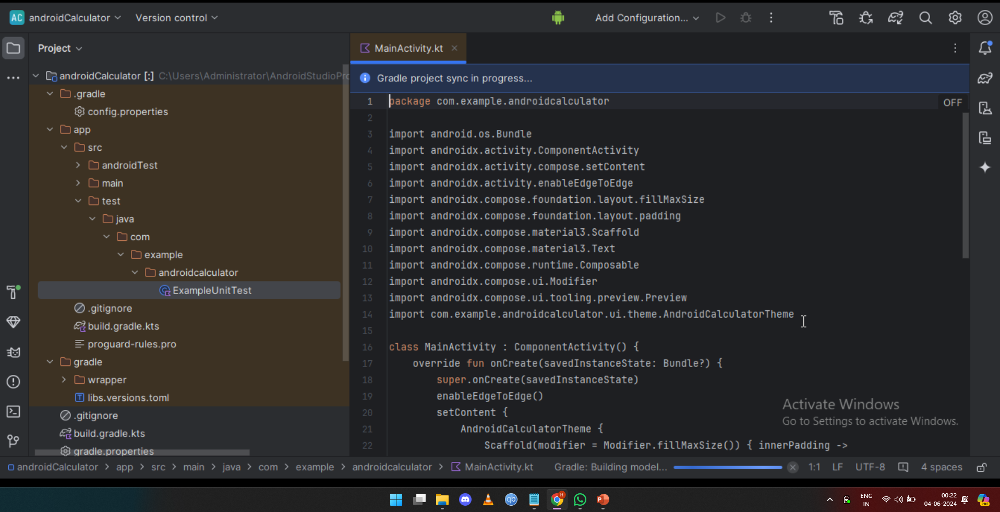 AC androidCalculator Version control Add Configuration...
Project
MainActivity.kt
androidCalculator [:] C:\Users\Administrator\AndroidStudioPro
Gradle project sync in progress...
.gradle
config.properties
app
src
androidTest
main
test
java
com
example
androidcalculator
ExampleUnitTest
.gitignore
build.gradle.kts
proguard-rules.pro
gradle
wrapper
libs.versions.toml
.gitignore
build.gradle.kts
gradle.properties
OFF
1 package com.example.androidcalculator
2
3 import android.os.Bundle
4 import androidx.activity.ComponentActivity
5 import androidx.activity.compose.setContent
6 import androidx.activity.enableEdgeToEdge
7 import androidx.compose.foundation.layout.fillMaxSize
8 import androidx.compose.foundation.layout.padding
9 import androidx.compose.material3.Scaffold
10 import androidx.compose.material3.Text
11 import androidx.compose.runtime.Composable
12 import androidx.compose.ui.Modifier
13 import androidx.compose.ui.tooling.preview.Preview
14 import com.example.androidcalculator.ui.theme.AndroidCalculatorTheme
15
16 class MainActivity : ComponentActivity() {
17 override fun onCreate(savedInstanceState: Bundle?) {
18 super.onCreate(savedInstanceState)
19 enableEdgeToEdge()
20 setContent {
21 AndroidCalculatorTheme {
22 Scaffold(modifier = Modifier.fillMaxSize()) { innerPadding ->
Activate Windows
Go to Settings to activate Windows.
androidCalculator > app > src > main > java > com > example > androidcalculator > MainActivity.kt Gradle: Building model... 1:1 LF UTF-8 4 spaces
qb
H
P
ENG
IN
00:22
04-06-2024
PRE